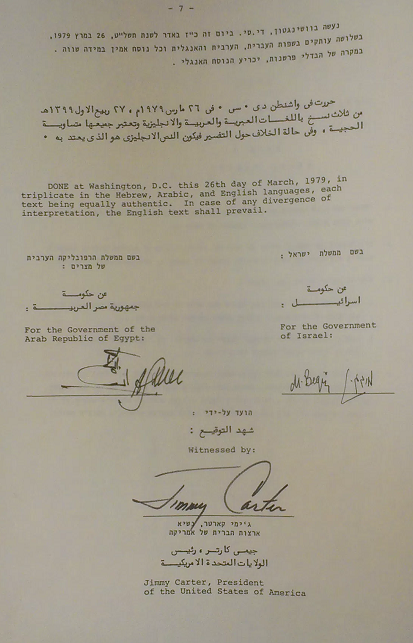 - 7 -
נעשה בוושינגטון, די.סי. ביום זה כ״ז באדר לשנת תשל״ט, 26 במרץ 1979,
בשלושה עותקים בשפות העברית, הערבית והאנגלית וכל נוסח אמין במידה שווה .
במקרה של הבדלי פרשנות, יכריע הנוסח האנגלי .
حررت فى واشنطن دى • سى • فى ٢٦ مارس ١٩٧٩م ، ٢٧ ربيع الاول ١٣٩٩هـ
من ثلاث نسخ باللغات العبرية والعربية والانجليزية وتعتبر جميعها متساوية
الحجية ، وفى حالة الخلاف حول التفسير فيكون النص الانجليزى هو الذى يعتد به •
DONE at Washington, D.C. this 26th day of March, 1979, in
triplicate in the Hebrew, Arabic, and English languages, each
text being equally authentic. In case of any divergence of
interpretation, the English text shall prevail.
בשם ממשלת הרפובליקה הערבית
של מצרים :
عن حكومة
جمهورية مصر العربية :
For the Government of the
Arab Republic of Egypt:
בשם ממשלת ישראל :
عن حكومة
اسرائيل :
For the Government
of Israel:
M. Begin
הועד על-ידי :
شهد التوقيع :
Witnessed by:
Jimmy Carter
ג'ימי קארטר, נשיא
ארצות הברית של אמריקה
جيمى كارتر ، رئيس
الولايات المتحدة الامريكية
Jimmy Carter, President
of the United States of America